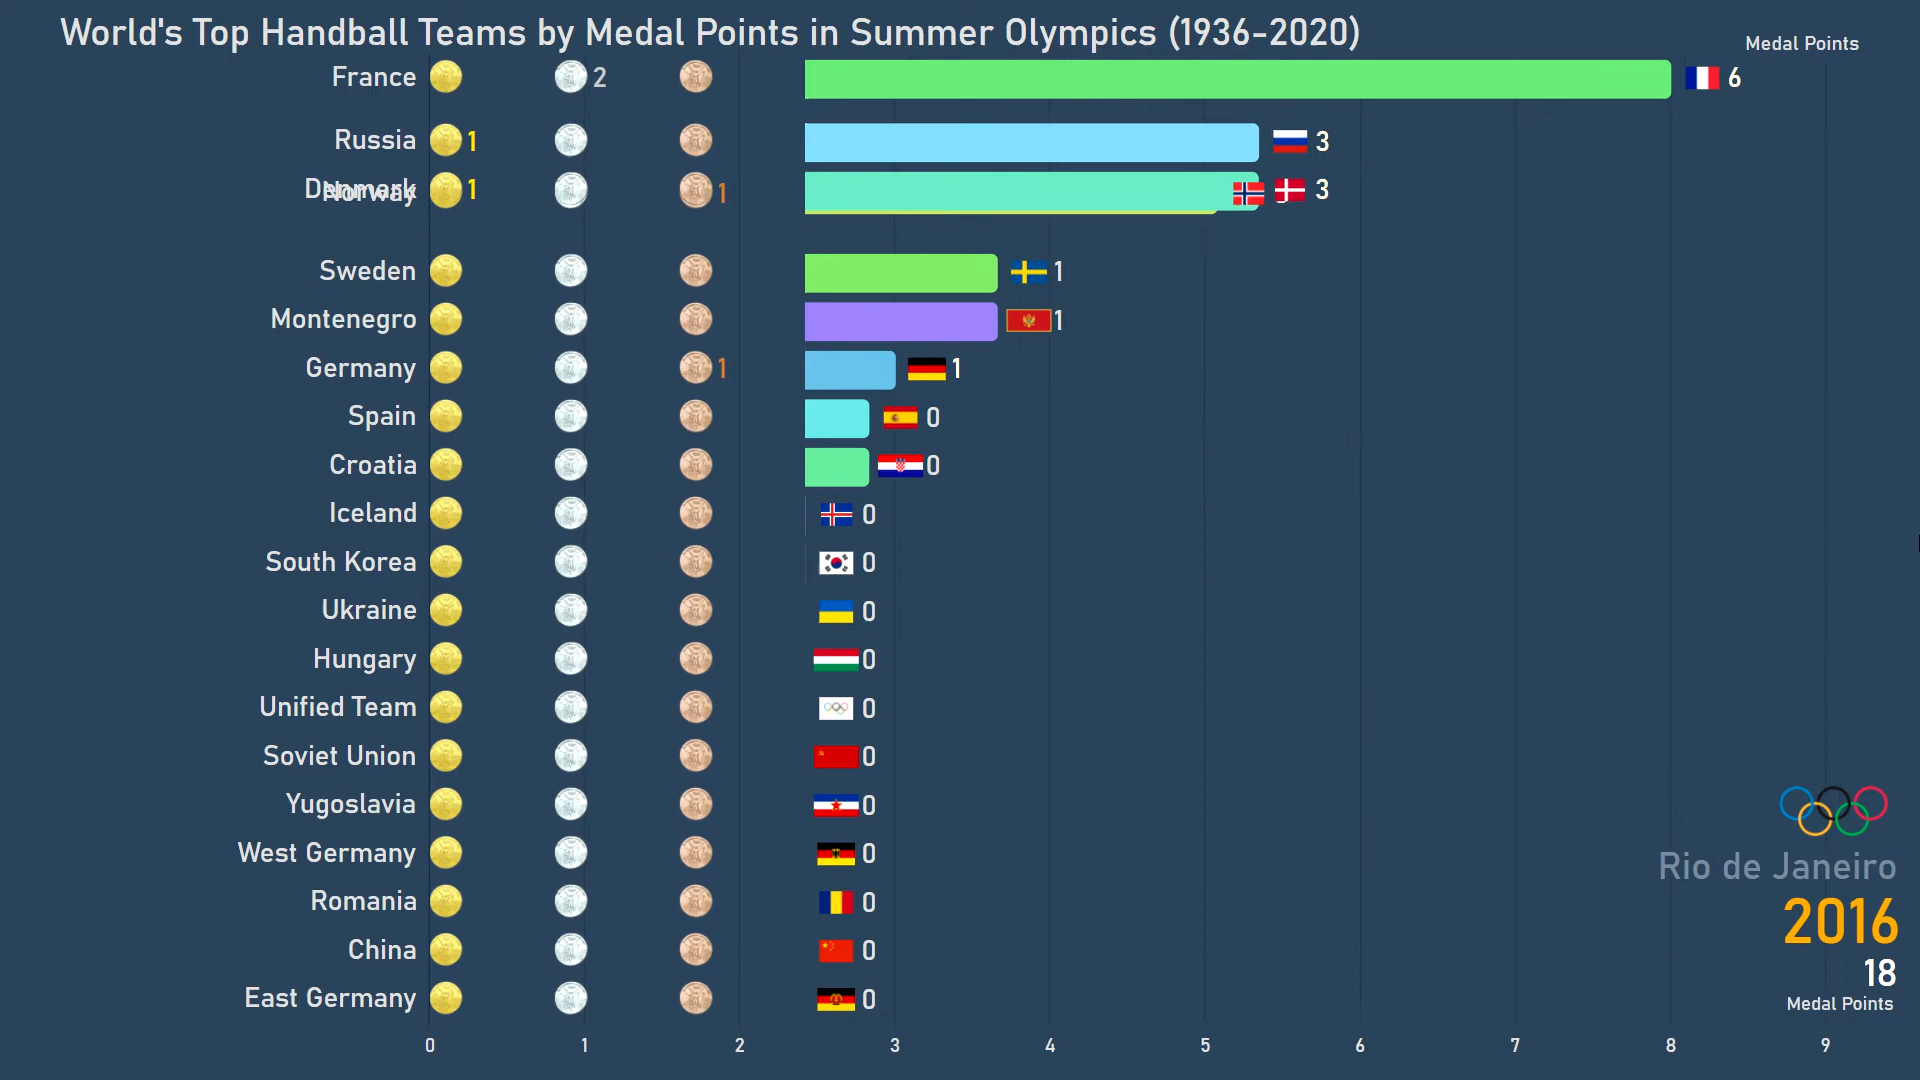 World's Top Handball Teams by Medal Points in Summer Olympics (1936-2020)
Medal Points
France 2 6
Russia 1 3
Denmark 1 3
Norway 1
Sweden 1
Montenegro 1
Germany 1 1
Spain 0
Croatia 0
Iceland 0
South Korea 0
Ukraine 0
Hungary 0
Unified Team 0
Soviet Union 0
Yugoslavia 0
West Germany 0
Romania 0
China 0
East Germany 0
Rio de Janeiro
2016
18
Medal Points
0 1 2 3 4 5 6 7 8 9